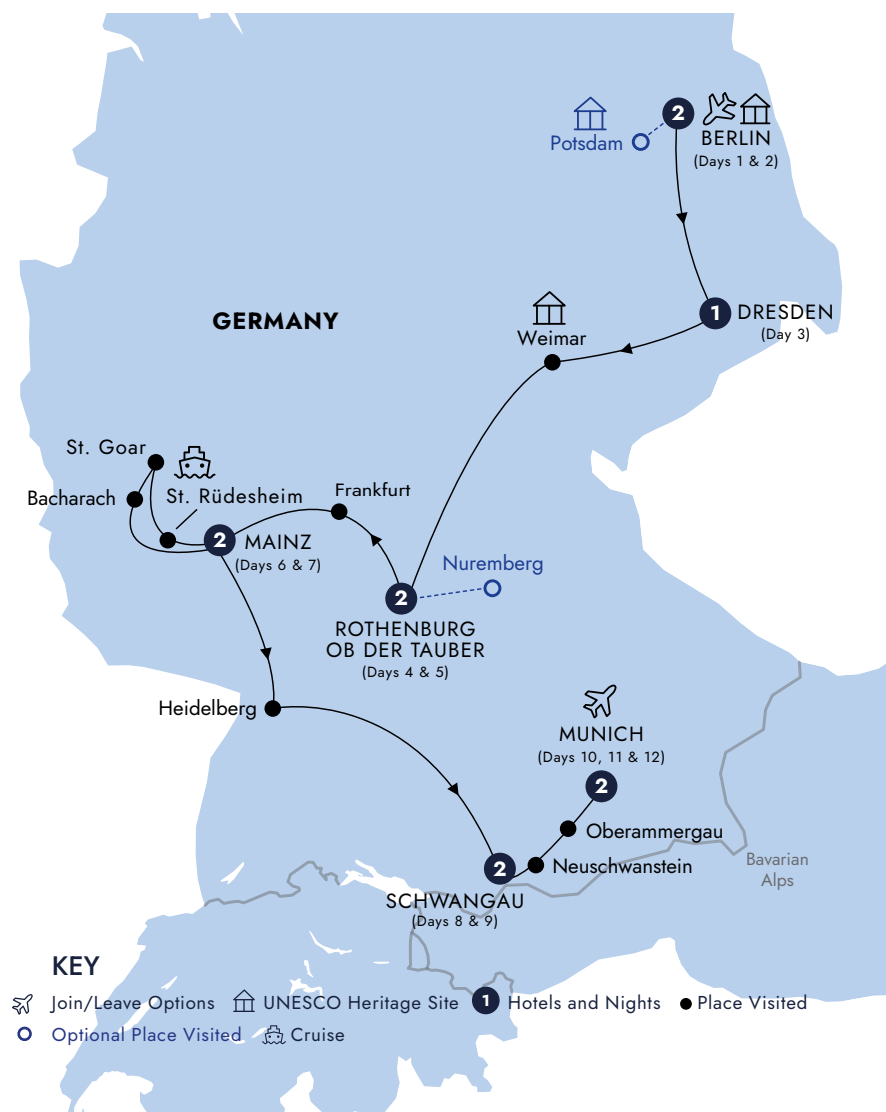 2
BERLIN
(Days 1 & 2)
Potsdam
1
DRESDEN
(Day 3)
GERMANY
Weimar
St. Goar
Bacharach
St. Rüdesheim
Frankfurt
2
MAINZ
(Days 6 & 7)
Nuremberg
2
ROTHENBURG
OB DER TAUBER
(Days 4 & 5)
Heidelberg
MUNICH
(Days 10, 11 & 12)
2
Oberammergau
Neuschwanstein
2
SCHWANGAU
(Days 8 & 9)
Bavarian
Alps
KEY
Join/Leave Options
UNESCO Heritage Site
1
Hotels and Nights
Place Visited
Optional Place Visited
Cruise